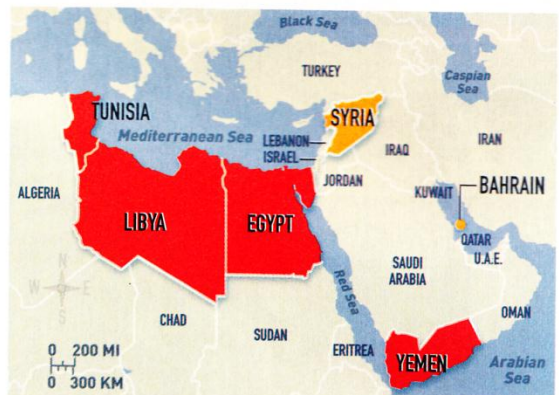 Black Sea
TURKEY
Caspian
Sea
TUNISIA
SYRIA
Mediterranean Sea
LEBANON
ISRAEL
IRAQ
IRAN
ALGERIA
JORDAN
KUWAIT
BAHRAIN
LIBYA
EGYPT
QATAR
U.A.E.
SAUDI
ARABIA
Red Sea
N
W E
S
OMAN
CHAD
SUDAN
ERITREA
YEMEN
Arabian
Sea
0 200 MI
0 300 KM